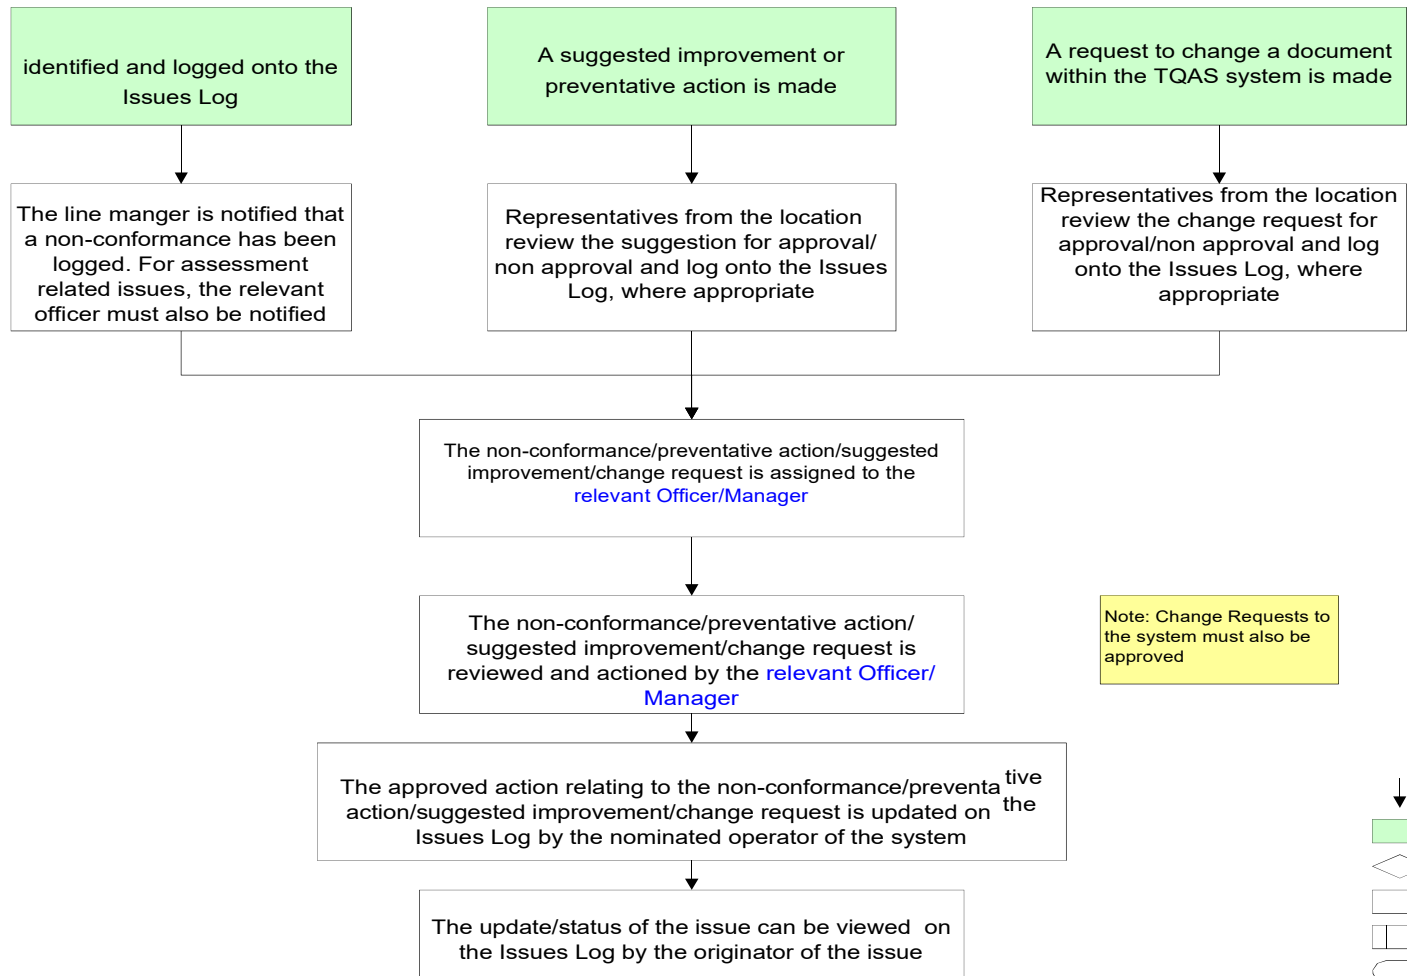 identified and logged onto the
Issues Log
A suggested improvement or
preventative action is made
A request to change a document
within the TQAS system is made
The line manger is notified that
a non-conformance has been
logged. For assessment
related issues, the relevant
officer must also be notified
Representatives from the location
review the suggestion for approval/
non approval and log onto the Issues
Log, where appropriate
Representatives from the location
review the change request for
approval/non approval and log
onto the Issues Log, where
appropriate
The non-conformance/preventative action/suggested
improvement/change request is assigned to the
relevant Officer/Manager
The non-conformance/preventative action/
suggested improvement/change request is
reviewed and actioned by the relevant Officer/
Manager
Note: Change Requests to
the system must also be
approved
The approved action relating to the non-conformance/preventative
action/suggested improvement/change request is updated on the
Issues Log by the nominated operator of the system
The update/status of the issue can be viewed on
the Issues Log by the originator of the issue